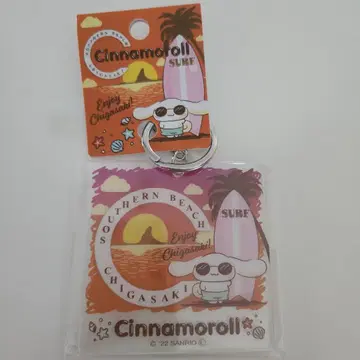 SOUTHERN BEACH
CHIGASAKI
Cinnamoroll
SURF
Enjoy
Chigasaki!
SURF
SOUTHERN BEACH
CHIGASAKI
Enjoy
Chigasaki!
Cinnamoroll
© '22 SANRIO